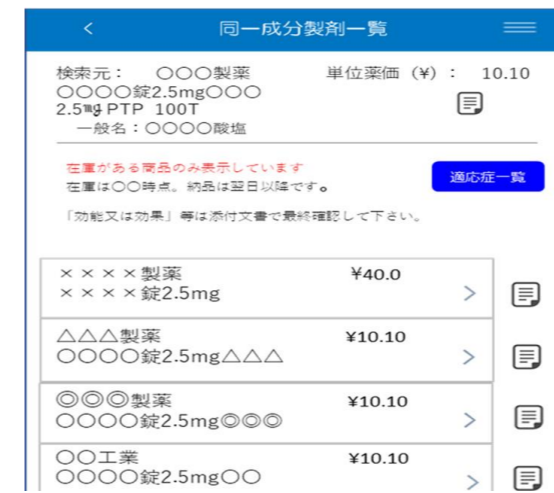 同一成分製剤一覧
検索元： 〇〇〇製薬 単位薬価（¥）： 10.10
〇〇〇〇錠2.5mg〇〇〇
2.5mg PTP 100T
一般名：〇〇〇〇酸塩
在庫がある商品のみ表示しています
在庫は〇〇時点。納品は翌日以降です。
適応症一覧
「効能又は効果」等は添付文書で最終確認して下さい。
××××製薬 ¥40.0
××××錠2.5mg
△△△製薬 ¥10.10
〇〇〇〇錠2.5mg△△△
◎◎◎製薬 ¥10.10
〇〇〇〇錠2.5mg◎◎◎
〇〇工業 ¥10.10
〇〇〇〇錠2.5mg〇〇